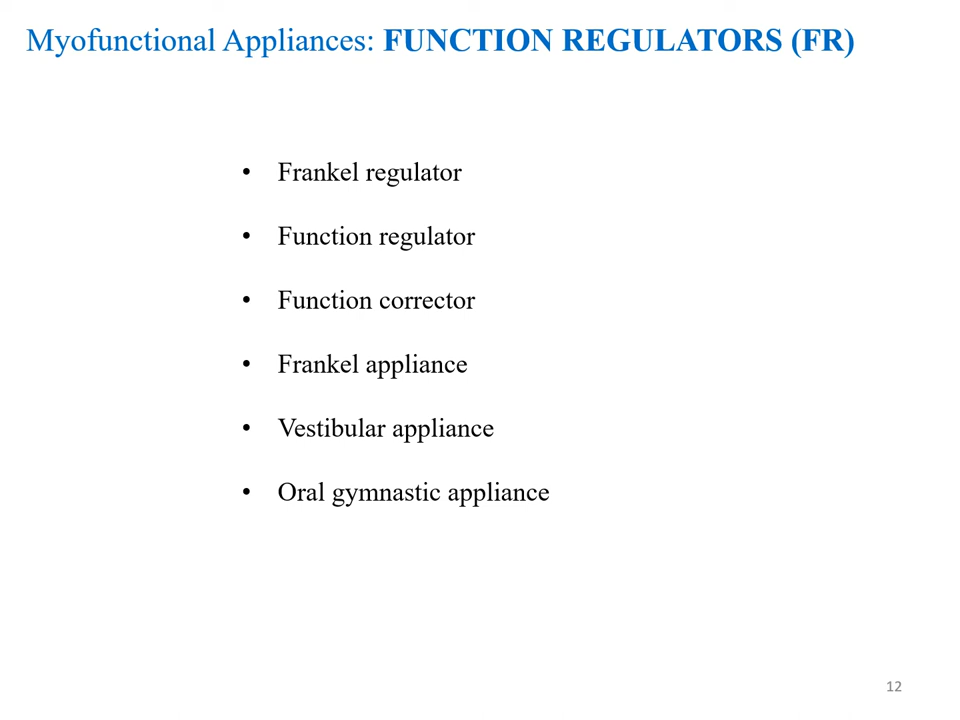 Myofunctional Appliances: FUNCTION REGULATORS (FR)
• Frankel regulator
• Function regulator
• Function corrector
• Frankel appliance
• Vestibular appliance
• Oral gymnastic appliance
12